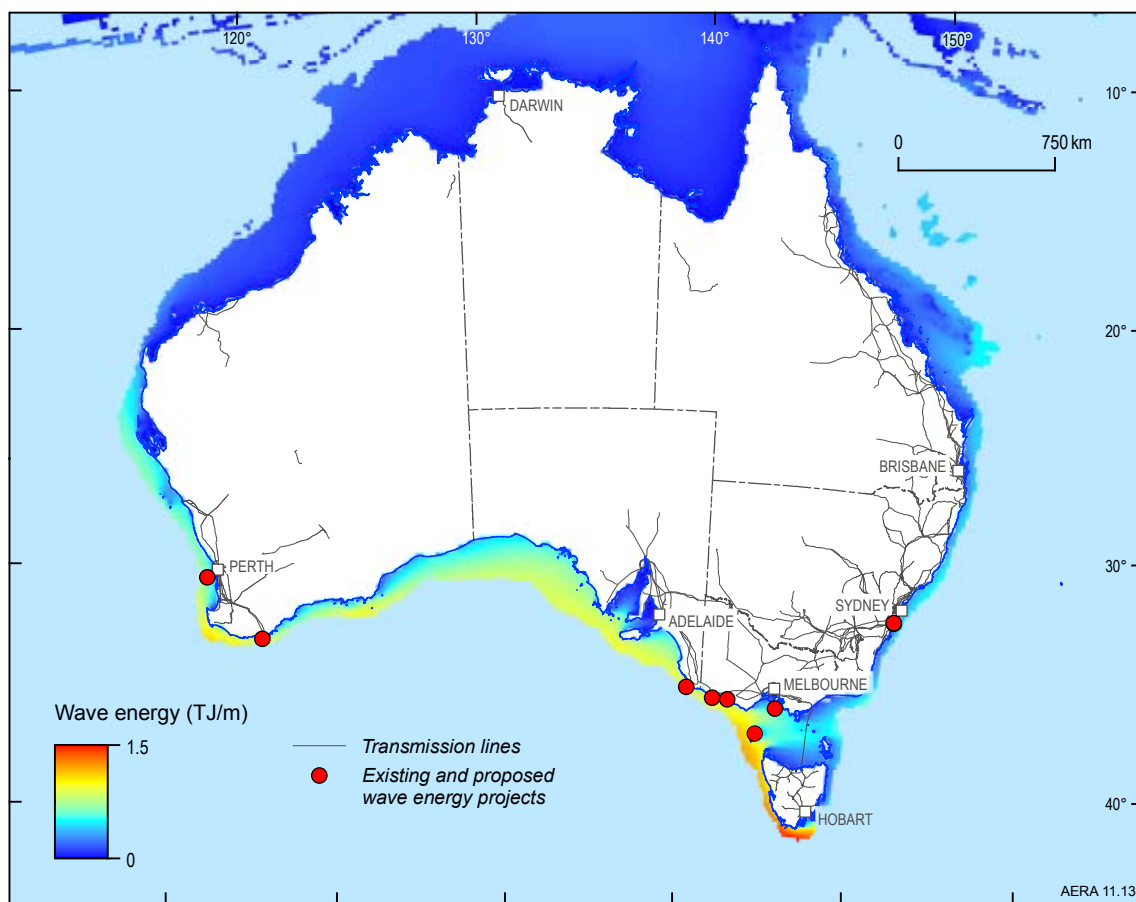 120°
130°
140°
150°
10°
DARWIN
0
750 km
20°
BRISBANE
30°
PERTH
SYDNEY
ADELAIDE
MELBOURNE
Wave energy (TJ/m)
1.5
0
Transmission lines
Existing and proposed
wave energy projects
40°
HOBART
AERA 11.13